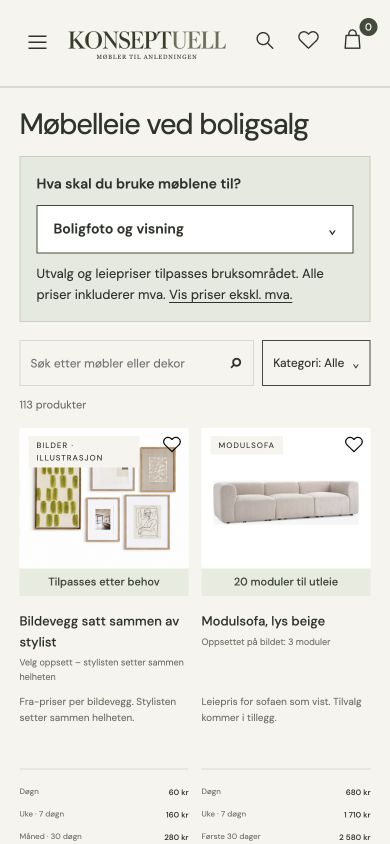 KONSEPTUELL
MØBLER TIL ANLEDNINGEN
0
Møbelleie ved boligsalg
Hva skal du bruke møblene til?
Boligfoto og visning
Utvalg og leiepriser tilpasses bruksområdet. Alle
priser inkluderer mva. Vis priser ekskl. mva.
Søk etter møbler eller dekor
Kategori: Alle
113 produkter
BILDER ·
ILLUSTRASJON
Tilpasses etter behov
Bildevegg satt sammen av
stylist
Velg oppsett – stylisten setter sammen
helheten
Fra-priser per bildevegg. Stylisten
setter sammen helheten.
Døgn 60 kr
Uke · 7 døgn 160 kr
Måned · 30 døgn 280 kr
MODULSOFA
20 moduler til utleie
Modulsofa, lys beige
Oppsettet på bildet: 3 moduler
Leiepris for sofaen som vist. Tilvalg
kommer i tillegg.
Døgn 680 kr
Uke · 7 døgn 1 710 kr
Første 30 dager 2 580 kr